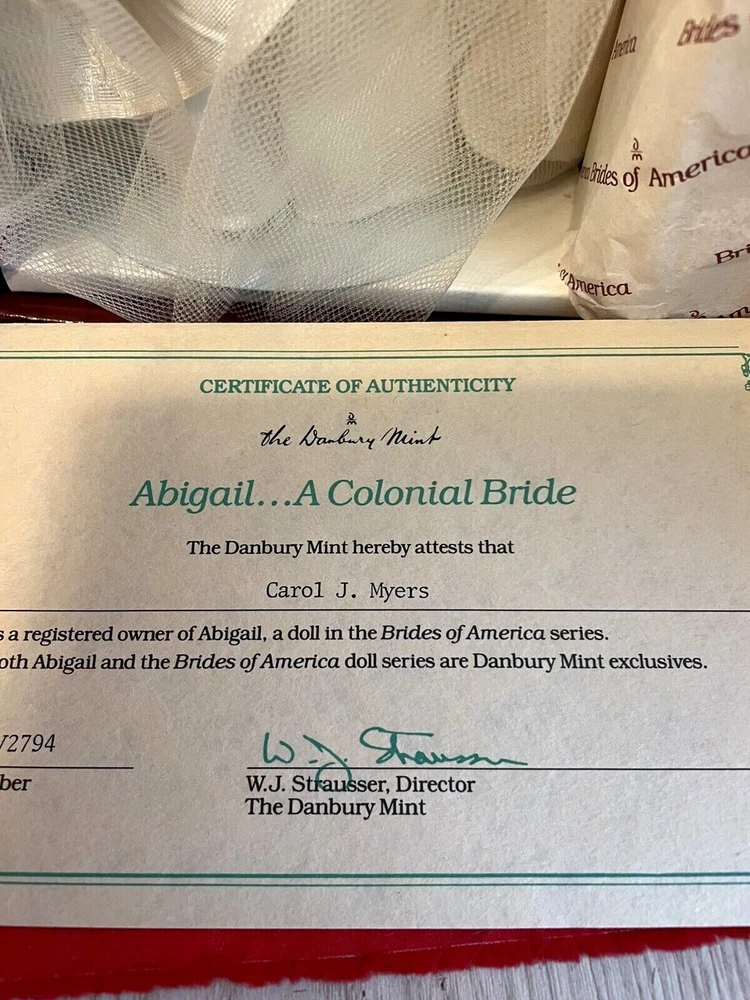 Brides
America
Brides of America
Bri
America
CERTIFICATE OF AUTHENTICITY
the Danbury Mint
Abigail...A Colonial Bride
The Danbury Mint hereby attests that
Carol J. Myers
s a registered owner of Abigail, a doll in the Brides of America series.
oth Abigail and the Brides of America doll series are Danbury Mint exclusives.
2794
W.J. Strausser
ber
W.J. Strausser, Director
The Danbury Mint